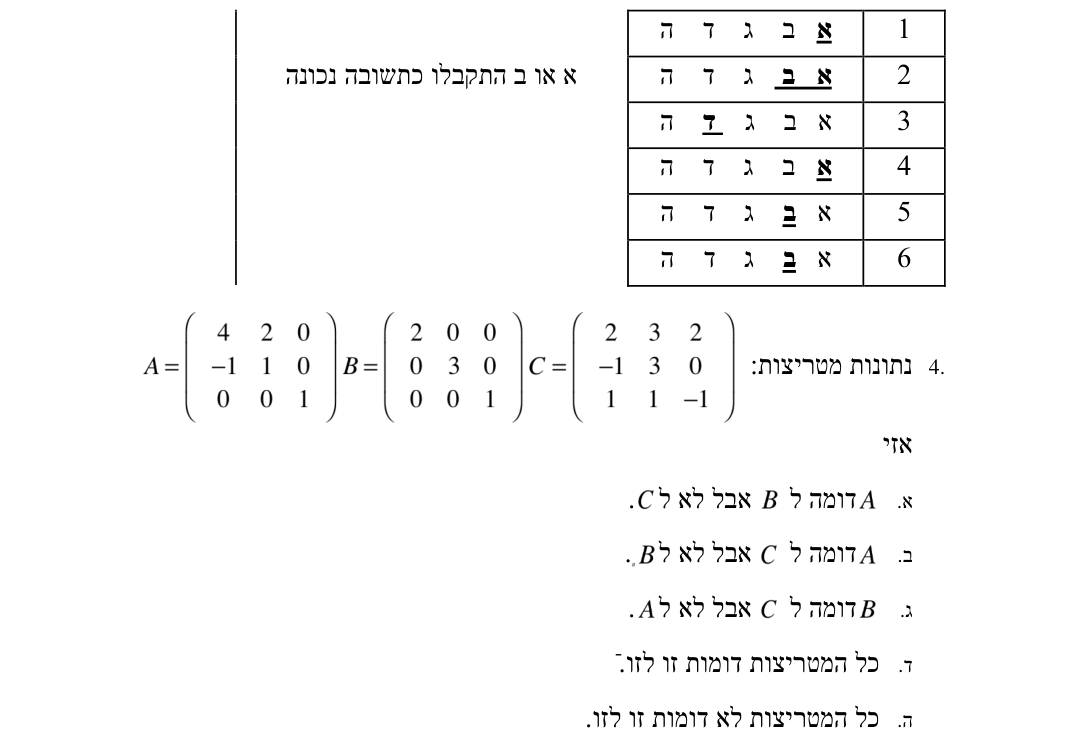 1 א ב ג ד ה
2 א ב ג ד ה א או ב התקבלו כתשובה נכונה
3 א ב ג ד ה
4 א ב ג ד ה
5 א ב ג ד ה
6 א ב ג ד ה
4. נתונות מטריצות: A = ( 4 2 0 ; −1 1 0 ; 0 0 1 ) B = ( 2 0 0 ; 0 3 0 ; 0 0 1 ) C = ( 2 3 2 ; −1 3 0 ; 1 1 −1 )
אזי
א. A דומה ל B אבל לא ל C.
ב. A דומה ל C אבל לא ל B.
ג. B דומה ל C אבל לא ל A.
ד. כל המטריצות דומות זו לזו.
ה. כל המטריצות לא דומות זו לזו.